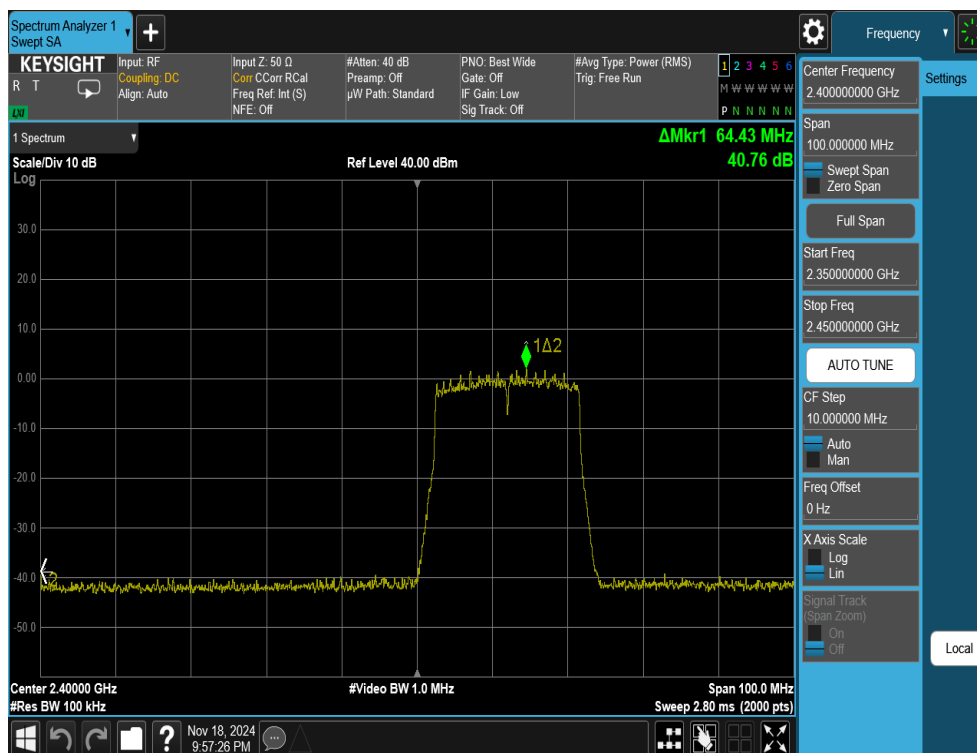 Spectrum Analyzer 1
Swept SA
Frequency
KEYSIGHT
R T
LXI
Input: RF
Coupling: DC
Align: Auto
Input Z: 50 Ω
Corr CCorr RCal
Freq Ref: Int (S)
NFE: Off
#Atten: 40 dB
Preamp: Off
µW Path: Standard
PNO: Best Wide
Gate: Off
IF Gain: Low
Sig Track: Off
#Avg Type: Power (RMS)
Trig: Free Run
1 2 3 4 5 6
M W W W W W
P N N N N N
1 Spectrum
ΔMkr1 64.43 MHz
40.76 dB
Scale/Div 10 dB
Ref Level 40.00 dBm
Log
30.0
20.0
10.0
0.00
-10.0
-20.0
-30.0
-40.0
-50.0
1Δ2
2
Center 2.40000 GHz
#Video BW 1.0 MHz
Span 100.0 MHz
#Res BW 100 kHz
Sweep 2.80 ms (2000 pts)
Nov 18, 2024
9:57:26 PM
Center Frequency
2.400000000 GHz
Settings
Span
100.000000 MHz
Swept Span
Zero Span
Full Span
Start Freq
2.350000000 GHz
Stop Freq
2.450000000 GHz
AUTO TUNE
CF Step
10.000000 MHz
Auto
Man
Freq Offset
0 Hz
X Axis Scale
Log
Lin
Signal Track
(Span Zoom)
On
Off
Local